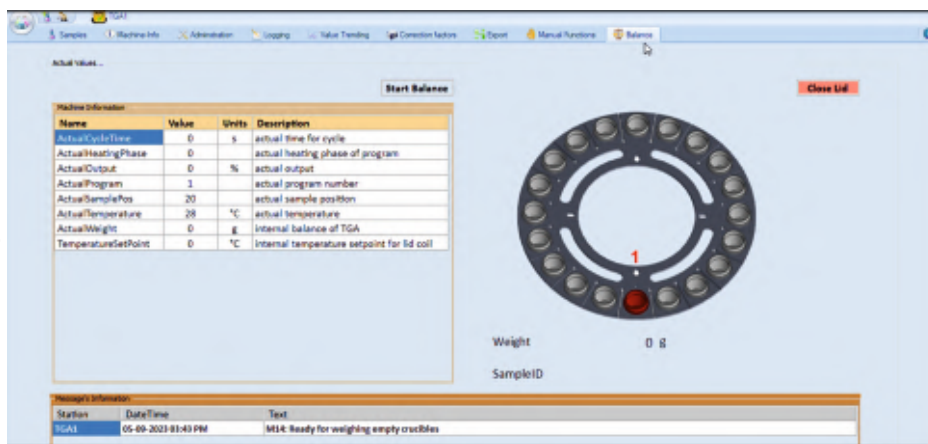 TGA1
Samples Machine Info Administration Logging Value Trending Correction factors Export Manual Functions Balance
Actual Values...
Start Balance
Close Lid
Machine Information
Name Value Units Description
ActualCycleTime 0 s actual time for cycle
ActualHeatingPhase 0 actual heating phase of program
ActualOutput 0 % actual output
ActualProgram 1 actual program number
ActualSamplePos 20 actual sample position
ActualTemperature 28 °C actual temperature
ActualWeight 0 g internal balance of TGA
TemperatureSetPoint 0 °C internal temperature setpoint for lid coil
1
Weight 0 g
SampleID
Message's Information
Station DateTime Text
TGA1 05-09-2023 03:43 PM M14: Ready for weighing empty crucibles